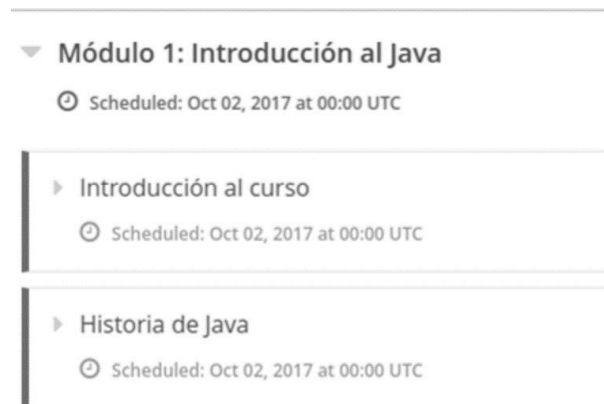 Módulo 1: Introducción al Java
Scheduled: Oct 02, 2017 at 00:00 UTC
Introducción al curso
Scheduled: Oct 02, 2017 at 00:00 UTC
Historia de Java
Scheduled: Oct 02, 2017 at 00:00 UTC